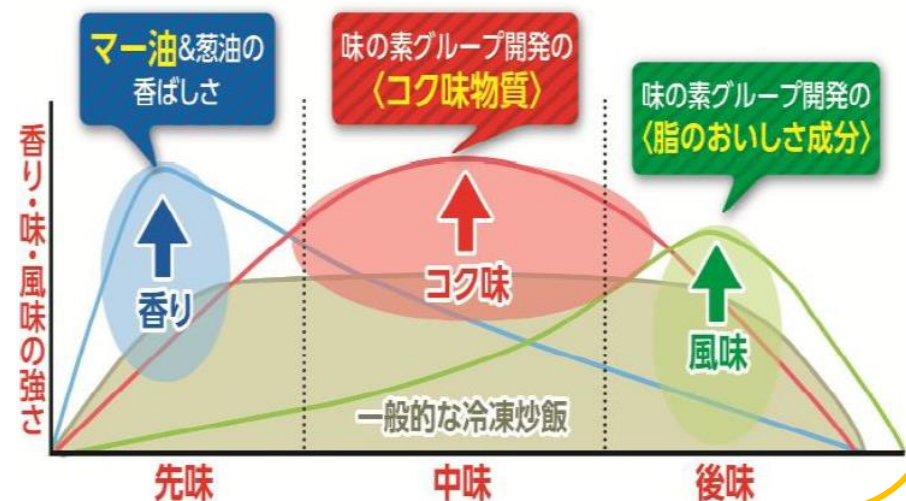 マー油&葱油の
香ばしさ
味の素グループ開発の
〈コク味物質〉
味の素グループ開発の
〈脂のおいしさ成分〉
香り・味・風味の強さ
香り
コク味
風味
一般的な冷凍炒飯
先味
中味
後味